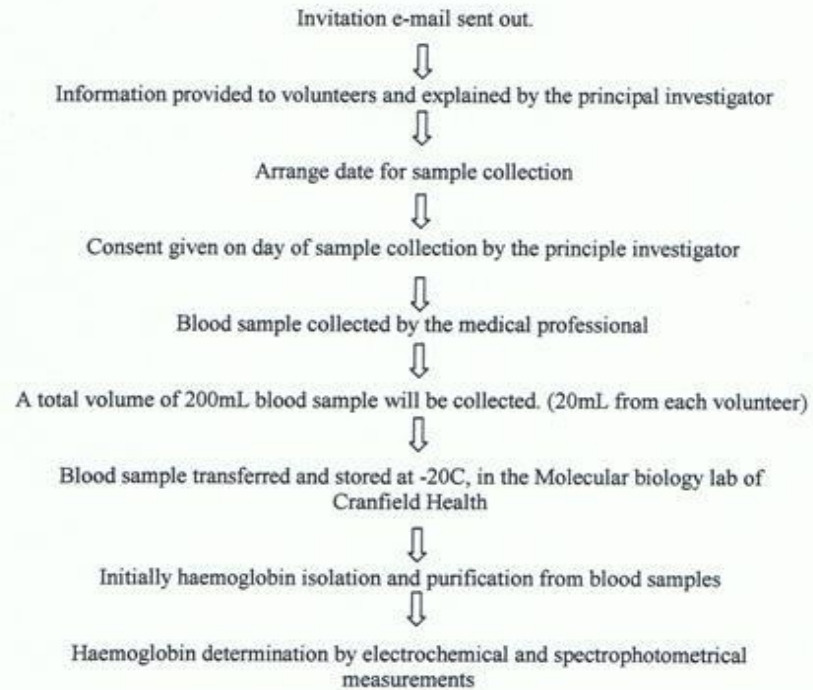 Invitation e-mail sent out.
Information provided to volunteers and explained by the principal investigator
Arrange date for sample collection
Consent given on day of sample collection by the principle investigator
Blood sample collected by the medical professional
A total volume of 200mL blood sample will be collected. (20mL from each volunteer)
Blood sample transferred and stored at -20C, in the Molecular biology lab of
Cranfield Health
Initially haemoglobin isolation and purification from blood samples
Haemoglobin determination by electrochemical and spectrophotometrical
measurements